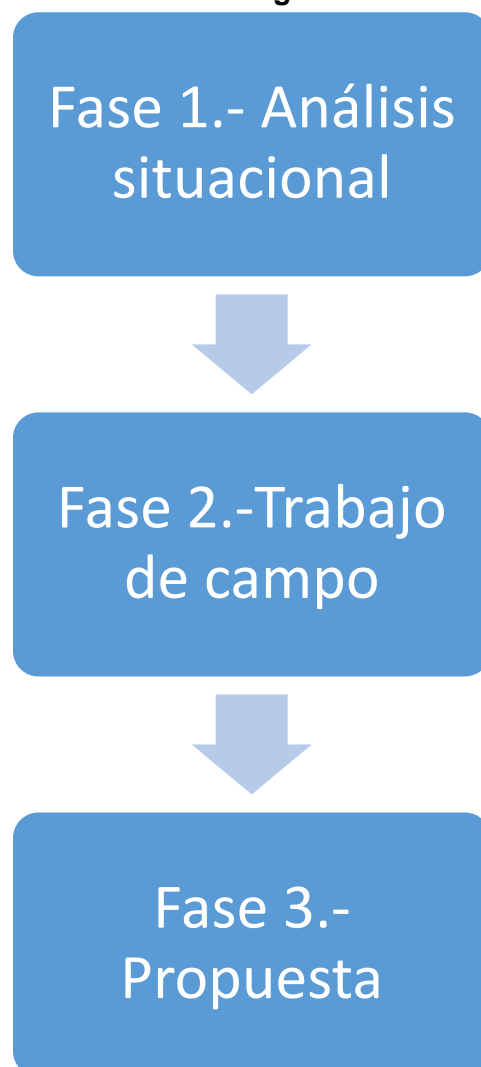 Fase 1.- Análisis
situacional
Fase 2.-Trabajo
de campo
Fase 3.-
Propuesta